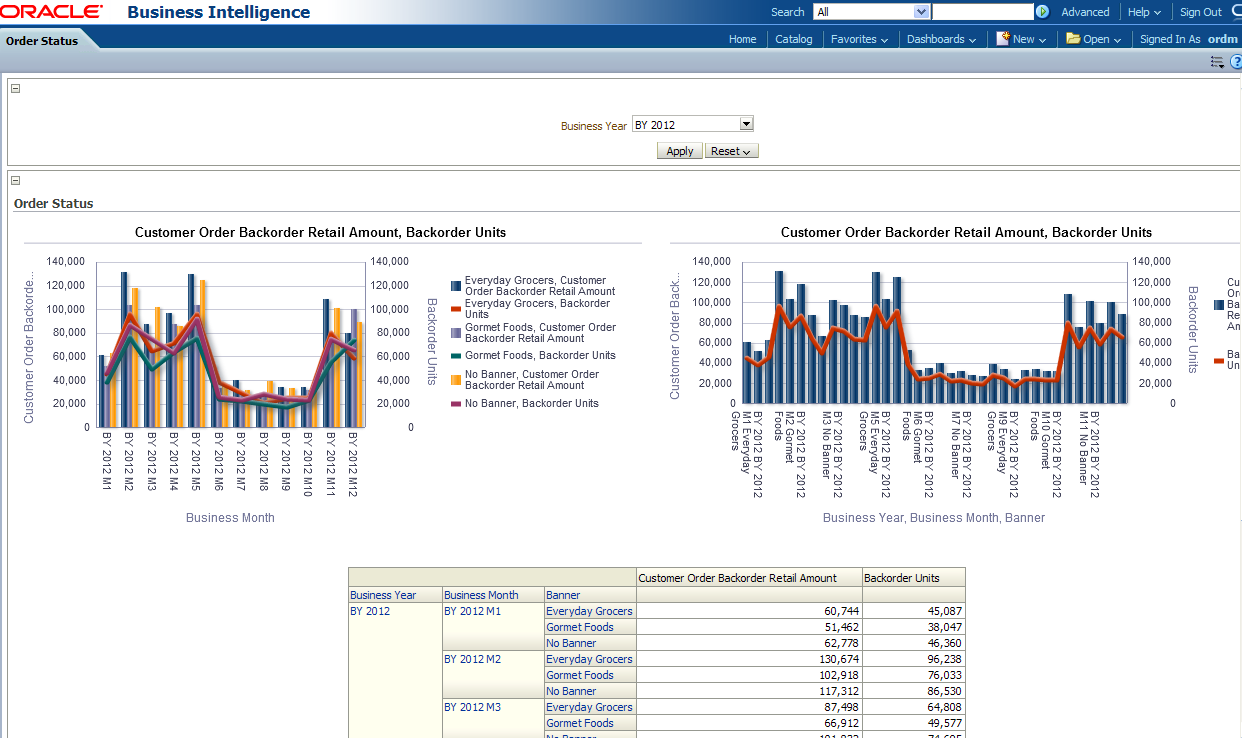 ORACLE Business Intelligence
Search All Advanced Help Sign Out
Order Status
Home Catalog Favorites Dashboards New Open Signed In As ordm
Business Year BY 2012
Apply Reset
Order Status
Customer Order Backorder Retail Amount, Backorder Units
Customer Order Backorde...
140,000
120,000
100,000
80,000
60,000
40,000
20,000
0
140,000
120,000
100,000
80,000
60,000
40,000
20,000
0
Backorder Units
BY 2012 M1
BY 2012 M2
BY 2012 M3
BY 2012 M4
BY 2012 M5
BY 2012 M6
BY 2012 M7
BY 2012 M8
BY 2012 M9
BY 2012 M10
BY 2012 M11
BY 2012 M12
Business Month
Everyday Grocers, Customer
Order Backorder Retail Amount
Everyday Grocers, Backorder
Units
Gormet Foods, Customer Order
Backorder Retail Amount
Gormet Foods, Backorder Units
No Banner, Customer Order
Backorder Retail Amount
No Banner, Backorder Units
Customer Order Backorder Retail Amount, Backorder Units
Customer Order Back...
140,000
120,000
100,000
80,000
60,000
40,000
20,000
0
140,000
120,000
100,000
80,000
60,000
40,000
20,000
0
Backorder Units
BY 2012 BY 2012
M1 Everyday
Grocers
BY 2012 BY 2012
M2 Gormet
Foods
BY 2012 BY 2012
M3 No Banner
BY 2012 BY 2012
M5 Everyday
Grocers
BY 2012 BY 2012
M6 Gormet
Foods
BY 2012 BY 2012
M7 No Banner
BY 2012 BY 2012
M9 Everyday
Grocers
BY 2012 BY 2012
M10 Gormet
Foods
BY 2012 BY 2012
M11 No Banner
Business Year, Business Month, Banner
Cu
Or
Ba
Re
Am
Ba
Un
Customer Order Backorder Retail Amount Backorder Units
Business Year Business Month Banner
BY 2012 BY 2012 M1 Everyday Grocers 60,744 45,087
Gormet Foods 51,462 38,047
No Banner 62,778 46,360
BY 2012 M2 Everyday Grocers 130,674 96,238
Gormet Foods 102,918 76,033
No Banner 117,312 86,530
BY 2012 M3 Everyday Grocers 87,498 64,808
Gormet Foods 66,912 49,577
No Banner